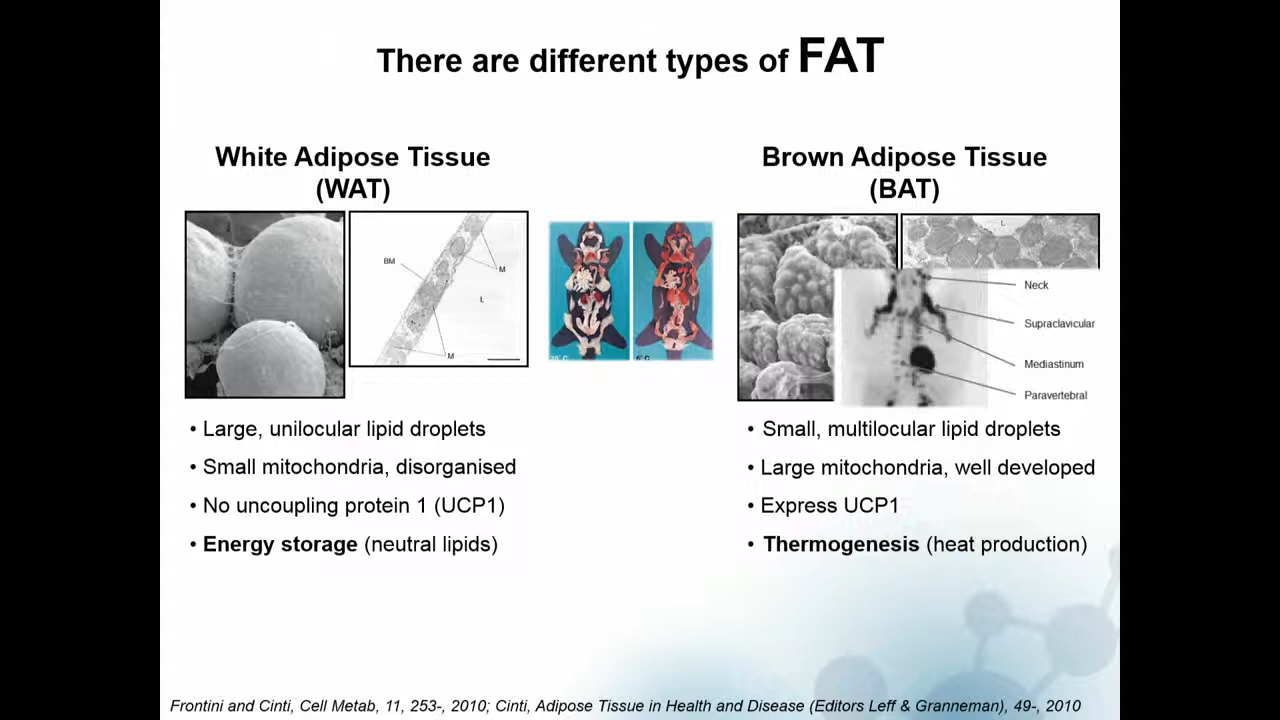 There are different types of FAT
White Adipose Tissue
(WAT)
Brown Adipose Tissue
(BAT)
BM
M
L
M
L
Neck
Supraclavicular
Mediastinum
Paravertebral
• Large, unilocular lipid droplets
• Small mitochondria, disorganised
• No uncoupling protein 1 (UCP1)
• Energy storage (neutral lipids)
• Small, multilocular lipid droplets
• Large mitochondria, well developed
• Express UCP1
• Thermogenesis (heat production)
Frontini and Cinti, Cell Metab, 11, 253-, 2010; Cinti, Adipose Tissue in Health and Disease (Editors Leff & Granneman), 49-, 2010